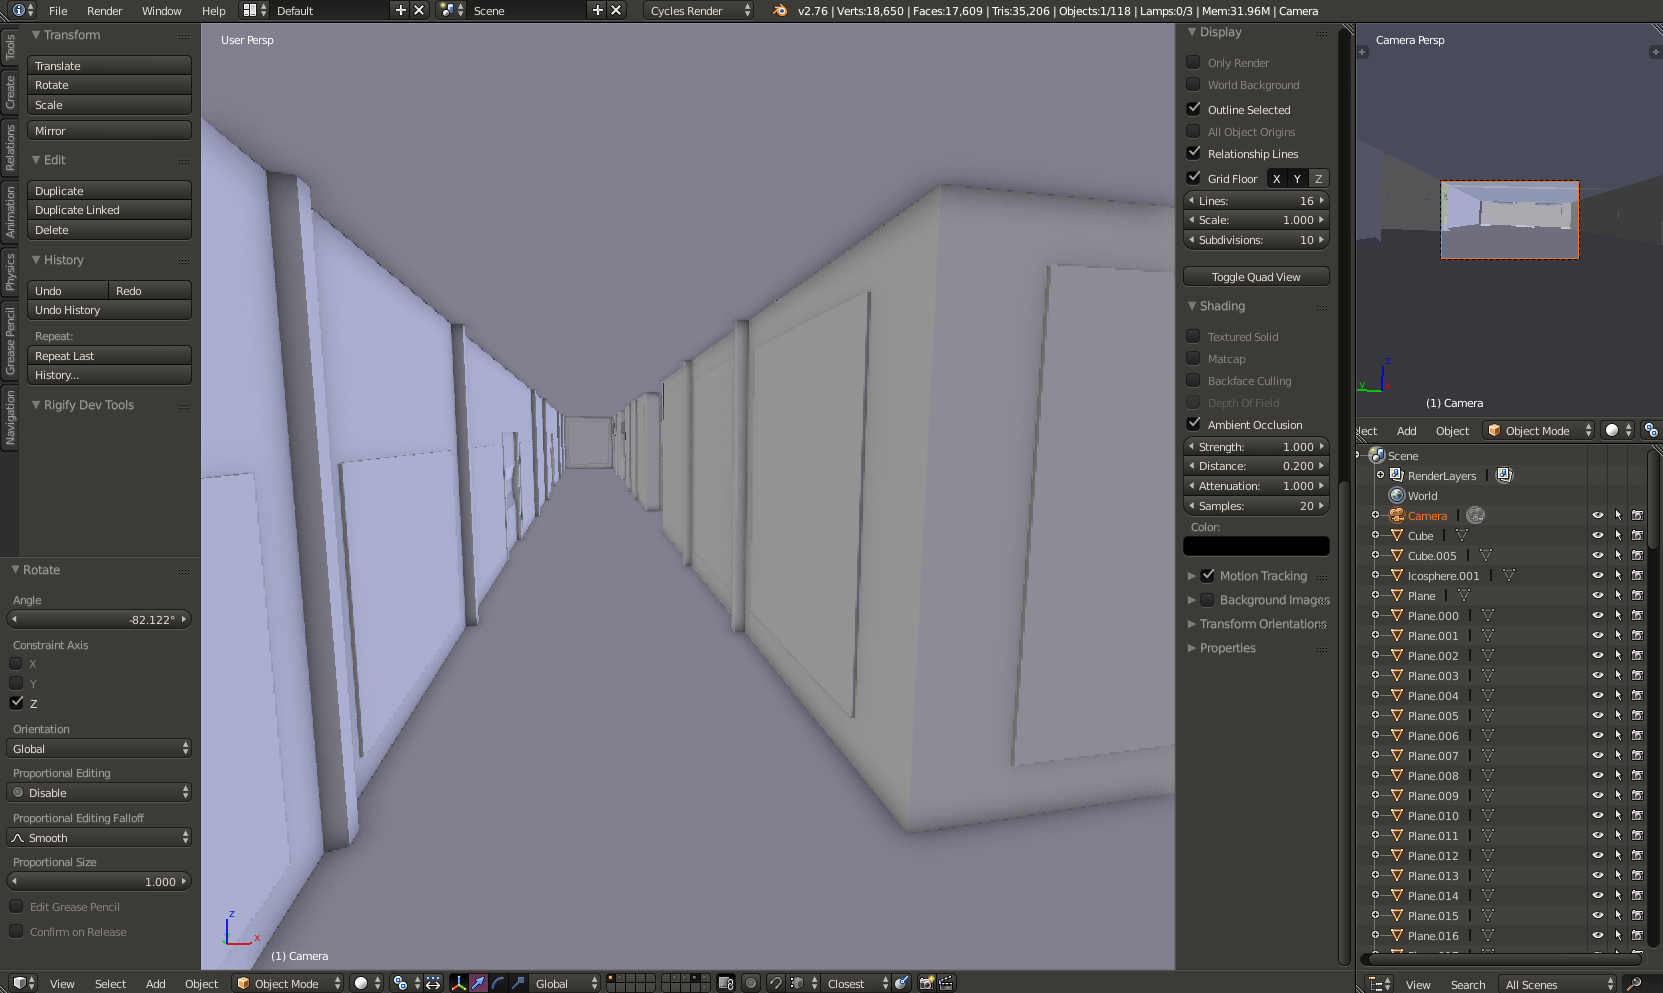 File Render Window Help Default Scene Cycles Render v2.76 | Verts:18,650 | Faces:17,609 | Tris:35,206 | Objects:1/118 | Lamps:0/3 | Mem:31.96M | Camera
Tools
Create
Relations
Animation
Physics
Grease Pencil
Navigation
Transform
Translate
Rotate
Scale
Mirror
Edit
Duplicate
Duplicate Linked
Delete
History
Undo Redo
Undo History
Repeat:
Repeat Last
History...
Rigify Dev Tools
Rotate
Angle
-82.122°
Constraint Axis
X
Y
Z
Orientation
Global
Proportional Editing
Disable
Proportional Editing Falloff
Smooth
Proportional Size
1.000
Edit Grease Pencil
Confirm on Release
User Persp
z
x
(1) Camera
View Select Add Object Object Mode Global Closest
Display
Only Render
World Background
Outline Selected
All Object Origins
Relationship Lines
Grid Floor X Y Z
Lines: 16
Scale: 1.000
Subdivisions: 10
Toggle Quad View
Shading
Textured Solid
Matcap
Backface Culling
Depth Of Field
Ambient Occlusion
Strength: 1.000
Distance: 0.200
Attenuation: 1.000
Samples: 20
Color:
Motion Tracking
Background Images
Transform Orientations
Properties
Camera Persp
z
y
x
(1) Camera
lect Add Object Object Mode
Scene
RenderLayers
World
Camera
Cube
Cube.005
Icosphere.001
Plane
Plane.000
Plane.001
Plane.002
Plane.003
Plane.004
Plane.005
Plane.006
Plane.007
Plane.008
Plane.009
Plane.010
Plane.011
Plane.012
Plane.013
Plane.014
Plane.015
Plane.016
View Search All Scenes